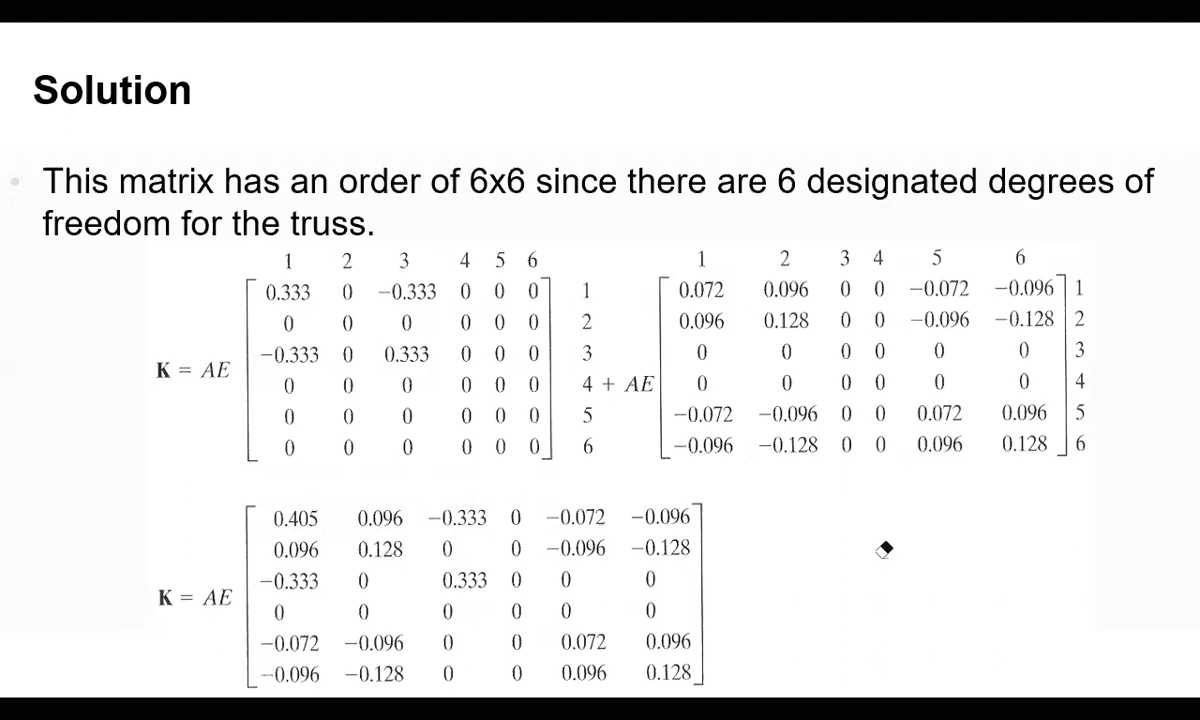 Solution
• This matrix has an order of 6x6 since there are 6 designated degrees of
freedom for the truss.
1 2 3 4 5 6 1 2 3 4 5 6
0.333 0 −0.333 0 0 0 1 0.072 0.096 0 0 −0.072 −0.096 1
0 0 0 0 0 0 2 0.096 0.128 0 0 −0.096 −0.128 2
−0.333 0 0.333 0 0 0 3 0 0 0 0 0 0 3
K = AE
0 0 0 0 0 0 4 + AE 0 0 0 0 0 0 4
0 0 0 0 0 0 5 −0.072 −0.096 0 0 0.072 0.096 5
0 0 0 0 0 0 6 −0.096 −0.128 0 0 0.096 0.128 6
0.405 0.096 −0.333 0 −0.072 −0.096
0.096 0.128 0 0 −0.096 −0.128
−0.333 0 0.333 0 0 0
K = AE
0 0 0 0 0 0
−0.072 −0.096 0 0 0.072 0.096
−0.096 −0.128 0 0 0.096 0.128